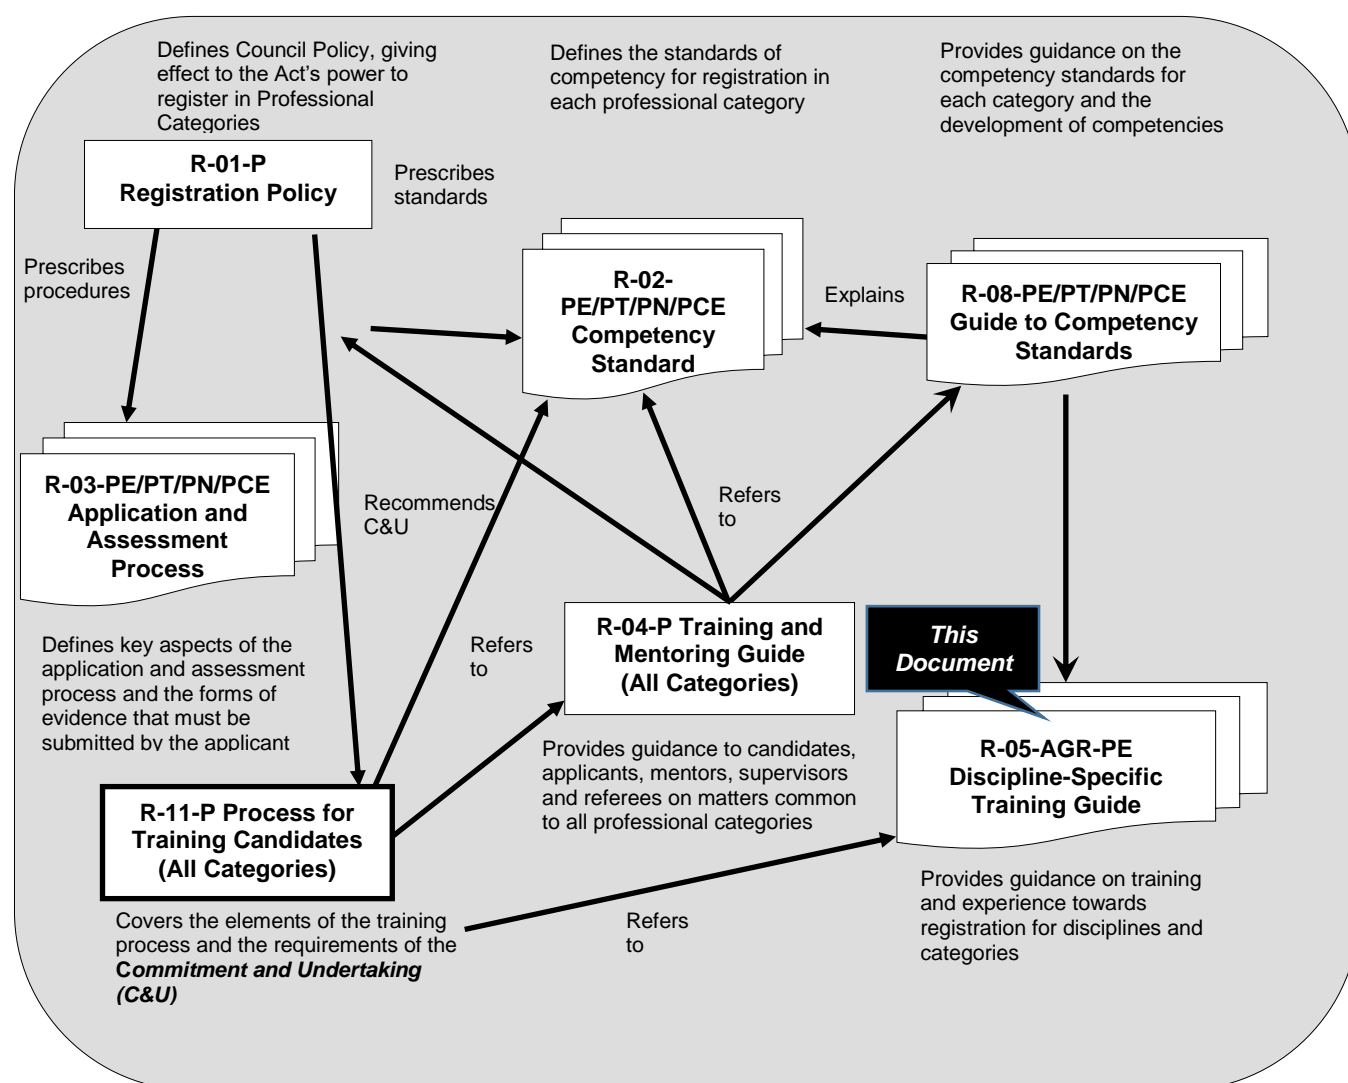 Defines Council Policy, giving
effect to the Act's power to
register in Professional
Categories
Defines the standards of
competency for registration in
each professional category
Provides guidance on the
competency standards for
each category and the
development of competencies
R-01-P
Registration Policy
Prescribes
standards
Prescribes
procedures
R-02-
PE/PT/PN/PCE
Competency
Standard
Explains
R-08-PE/PT/PN/PCE
Guide to Competency
Standards
R-03-PE/PT/PN/PCE
Application and
Assessment
Process
Recommends
C&U
Refers
to
Defines key aspects of the
application and assessment
process and the forms of
evidence that must be
submitted by the applicant
Refers
to
R-04-P Training and
Mentoring Guide
(All Categories)
This
Document
Provides guidance to candidates,
applicants, mentors, supervisors
and referees on matters common
to all professional categories
R-05-AGR-PE
Discipline-Specific
Training Guide
R-11-P Process for
Training Candidates
(All Categories)
Covers the elements of the training
process and the requirements of the
Commitment and Undertaking
(C&U)
Refers
to
Provides guidance on training
and experience towards
registration for disciplines and
categories